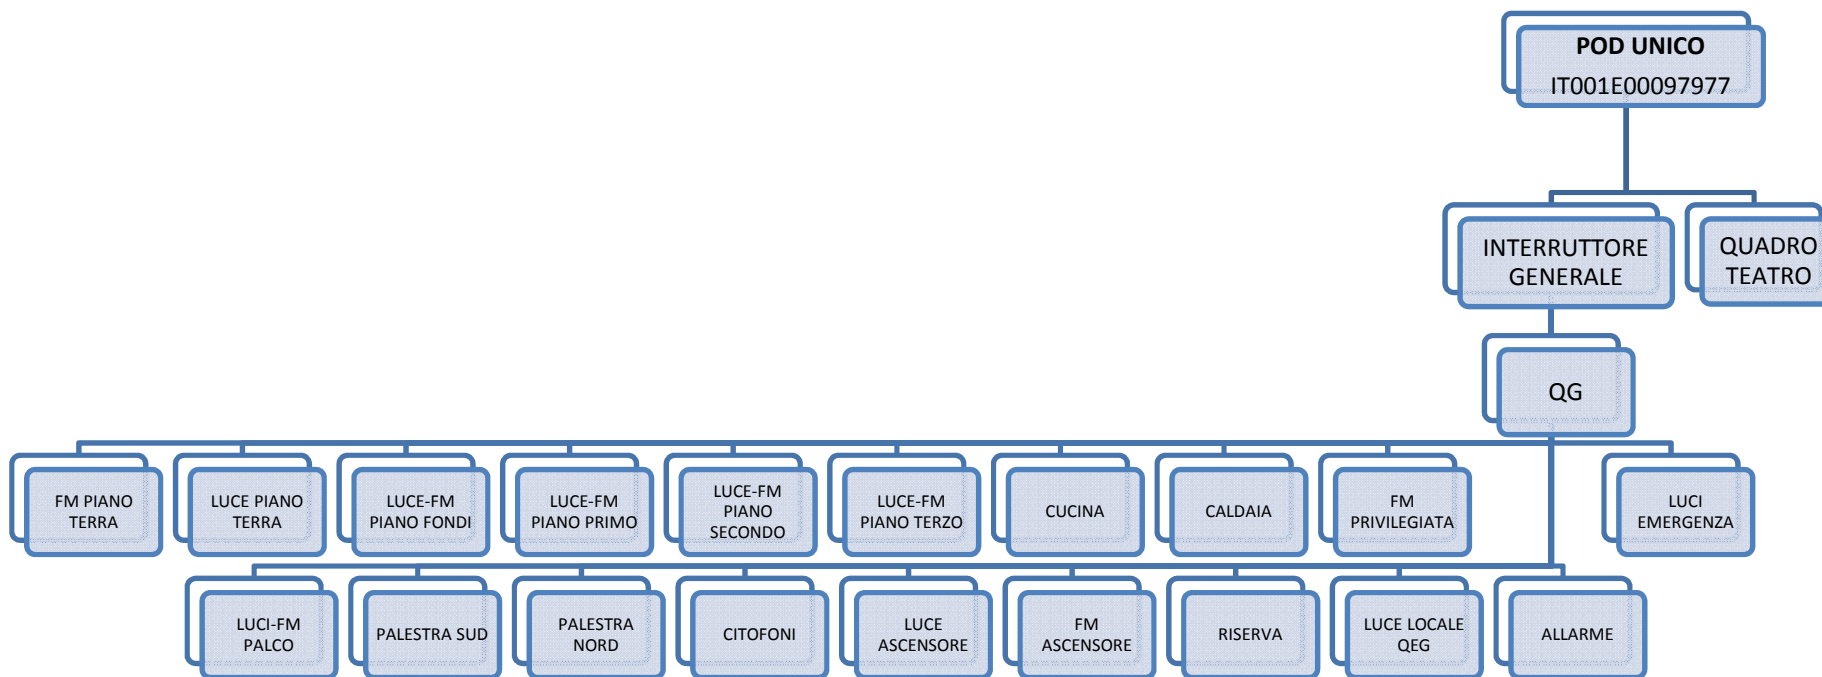 POD UNICO
IT001E00097977
INTERRUTTORE
GENERALE
QUADRO
TEATRO
QG
FM PIANO
TERRA
LUCE PIANO
TERRA
LUCE-FM
PIANO FONDI
LUCE-FM
PIANO PRIMO
LUCE-FM
PIANO
SECONDO
LUCE-FM
PIANO TERZO
CUCINA
CALDAIA
FM
PRIVILEGIATA
LUCI
EMERGENZA
LUCI-FM
PALCO
PALESTRA SUD
PALESTRA
NORD
CITOFONI
LUCE
ASCENSORE
FM
ASCENSORE
RISERVA
LUCE LOCALE
QEG
ALLARME